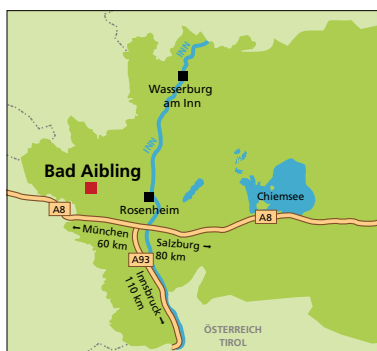 INN
Wasserburg
am Inn
INN
Bad Aibling
Chiemsee
Rosenheim
A8
A8
← München
60 km
Salzburg →
80 km
A93
Innsbruck →
110 km
ÖSTERREICH
TIROL